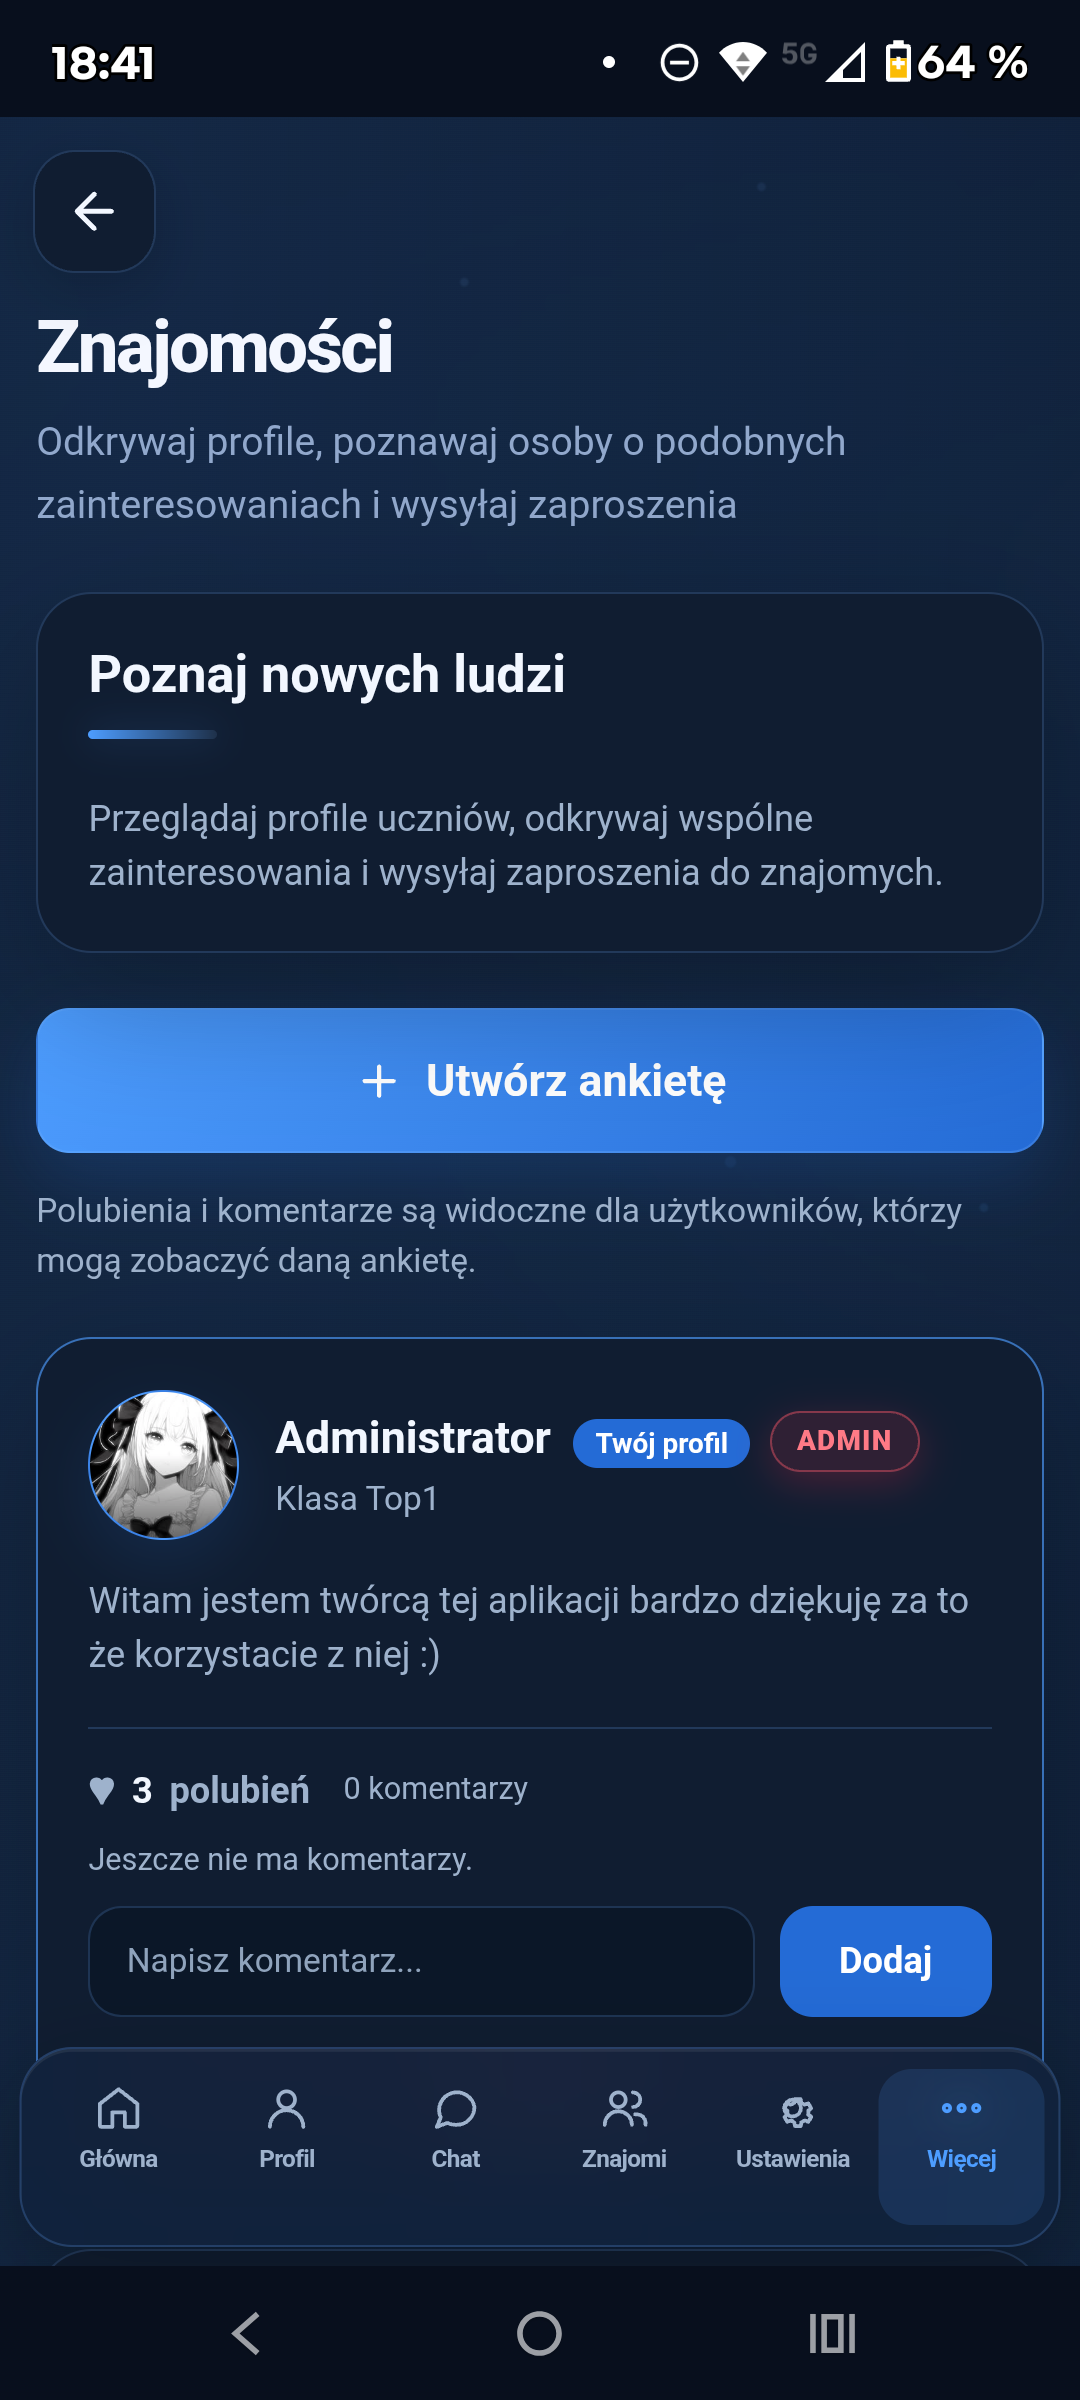 18:41
5G
64 %
Znajomości
Odkrywaj profile, poznawaj osoby o podobnych
zainteresowaniach i wysyłaj zaproszenia
Poznaj nowych ludzi
Przeglądaj profile uczniów, odkrywaj wspólne
zainteresowania i wysyłaj zaproszenia do znajomych.
+ Utwórz ankietę
Polubienia i komentarze są widoczne dla użytkowników, którzy
mogą zobaczyć daną ankietę.
Administrator Twój profil ADMIN
Klasa Top1
Witam jestem twórcą tej aplikacji bardzo dziękuję za to
że korzystacie z niej :)
♥ 3 polubień 0 komentarzy
Jeszcze nie ma komentarzy.
Napisz komentarz...
Dodaj
Główna Profil Chat Znajomi Ustawienia Więcej